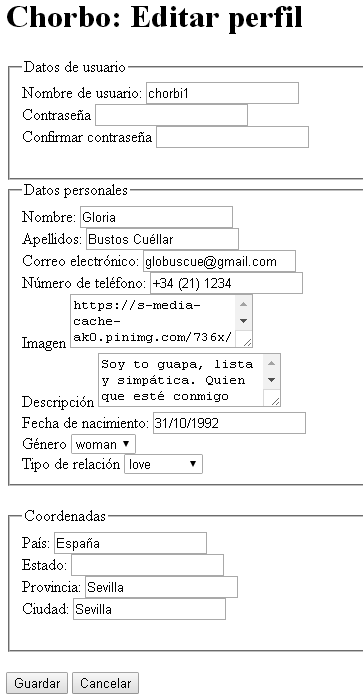 Chorbo: Editar perfil
Datos de usuario
Nombre de usuario: chorbi1
Contraseña
Confirmar contraseña
Datos personales
Nombre: Gloria
Apellidos: Bustos Cuéllar
Correo electrónico: globuscue@gmail.com
Número de teléfono: +34 (21) 1234
https://s-media-
cache-
ak0.pinimg.com/736x/
Imagen
Soy to guapa, lista
y simpática. Quien
que esté conmigo
Descripción
Fecha de nacimiento: 31/10/1992
Género woman
Tipo de relación love
Coordenadas
País: España
Estado:
Provincia: Sevilla
Ciudad: Sevilla
Guardar Cancelar